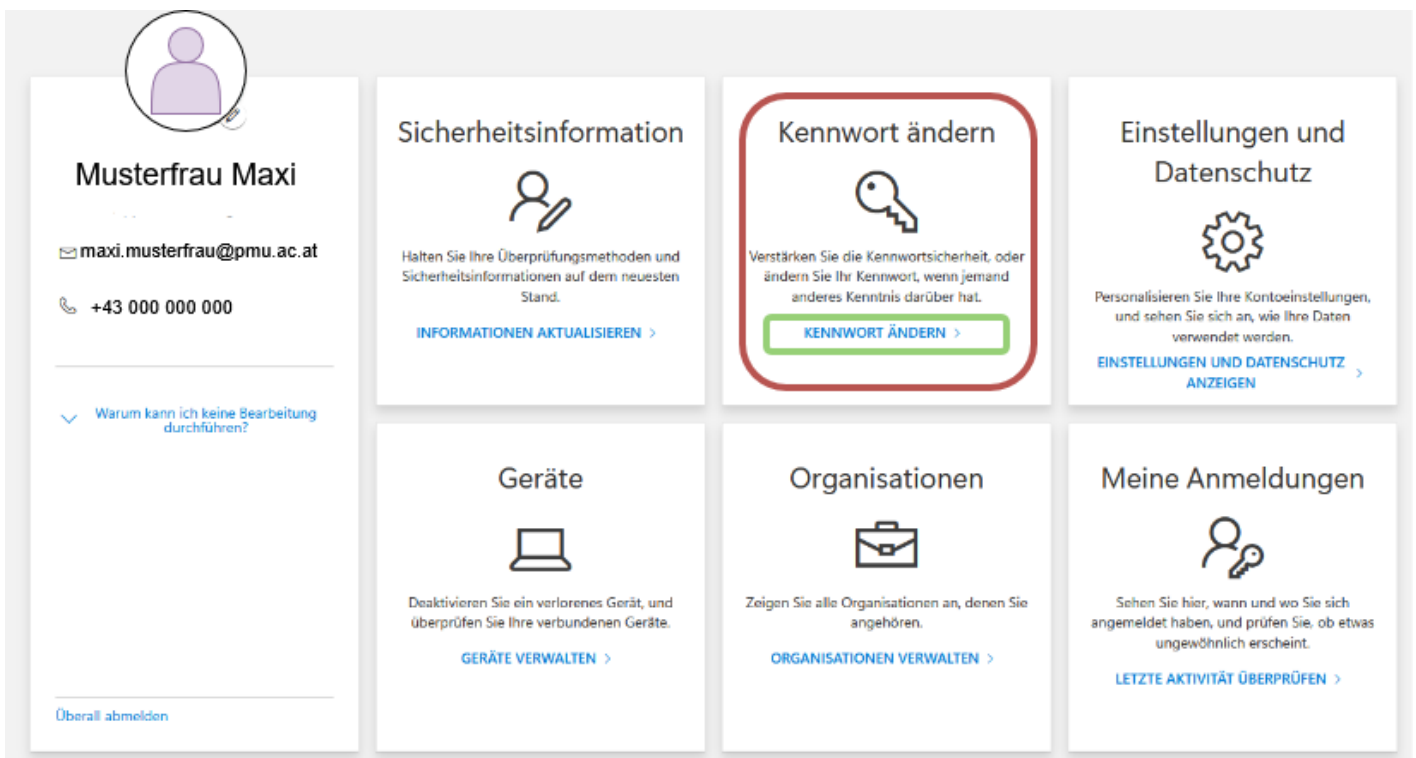 Musterfrau Maxi
maxi.musterfrau@pmu.ac.at
+43 000 000 000
Warum kann ich keine Bearbeitung
durchführen?
Überall abmelden
Sicherheitsinformation
Halten Sie Ihre Überprüfungsmethoden und
Sicherheitsinformationen auf dem neuesten
Stand.
INFORMATIONEN AKTUALISIEREN >
Kennwort ändern
Verstärken Sie die Kennwortsicherheit, oder
ändern Sie Ihr Kennwort, wenn jemand
anderes Kenntnis darüber hat.
KENNWORT ÄNDERN >
Einstellungen und
Datenschutz
Personalisieren Sie Ihre Kontoeinstellungen,
und sehen Sie sich an, wie Ihre Daten
verwendet werden.
EINSTELLUNGEN UND DATENSCHUTZ
ANZEIGEN >
Geräte
Deaktivieren Sie ein verlorenes Gerät, und
überprüfen Sie Ihre verbundenen Geräte.
GERÄTE VERWALTEN >
Organisationen
Zeigen Sie alle Organisationen an, denen Sie
angehören.
ORGANISATIONEN VERWALTEN >
Meine Anmeldungen
Sehen Sie hier, wann und wo Sie sich
angemeldet haben, und prüfen Sie, ob etwas
ungewöhnlich erscheint.
LETZTE AKTIVITÄT ÜBERPRÜFEN >